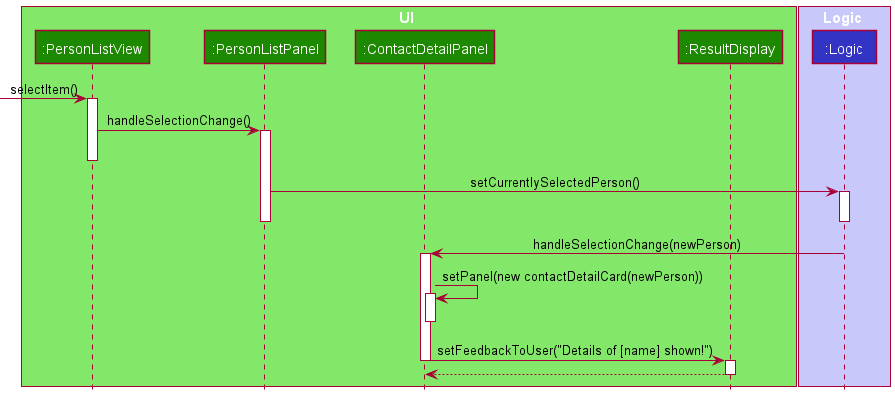 UI
Logic
:PersonListView
:PersonListPanel
:ContactDetailPanel
:ResultDisplay
:Logic
selectItem()
handleSelectionChange()
setCurrentlySelectedPerson()
handleSelectionChange(newPerson)
setPanel(new contactDetailCard(newPerson))
setFeedbackToUser("Details of [name] shown!")